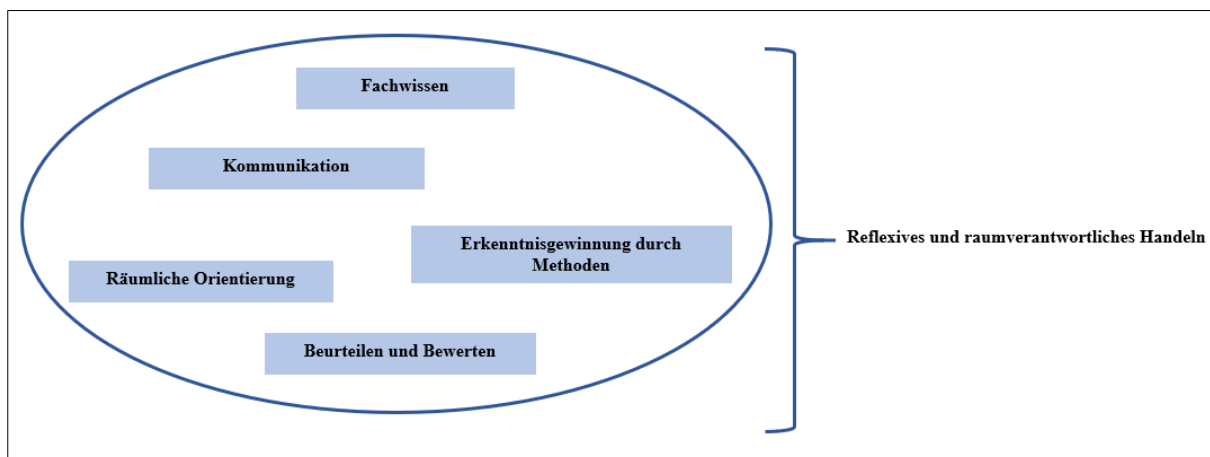 Fachwissen
Kommunikation
Erkenntnisgewinnung durch
Methoden
Reflexives und raumverantwortliches Handeln
Räumliche Orientierung
Beurteilen und Bewerten